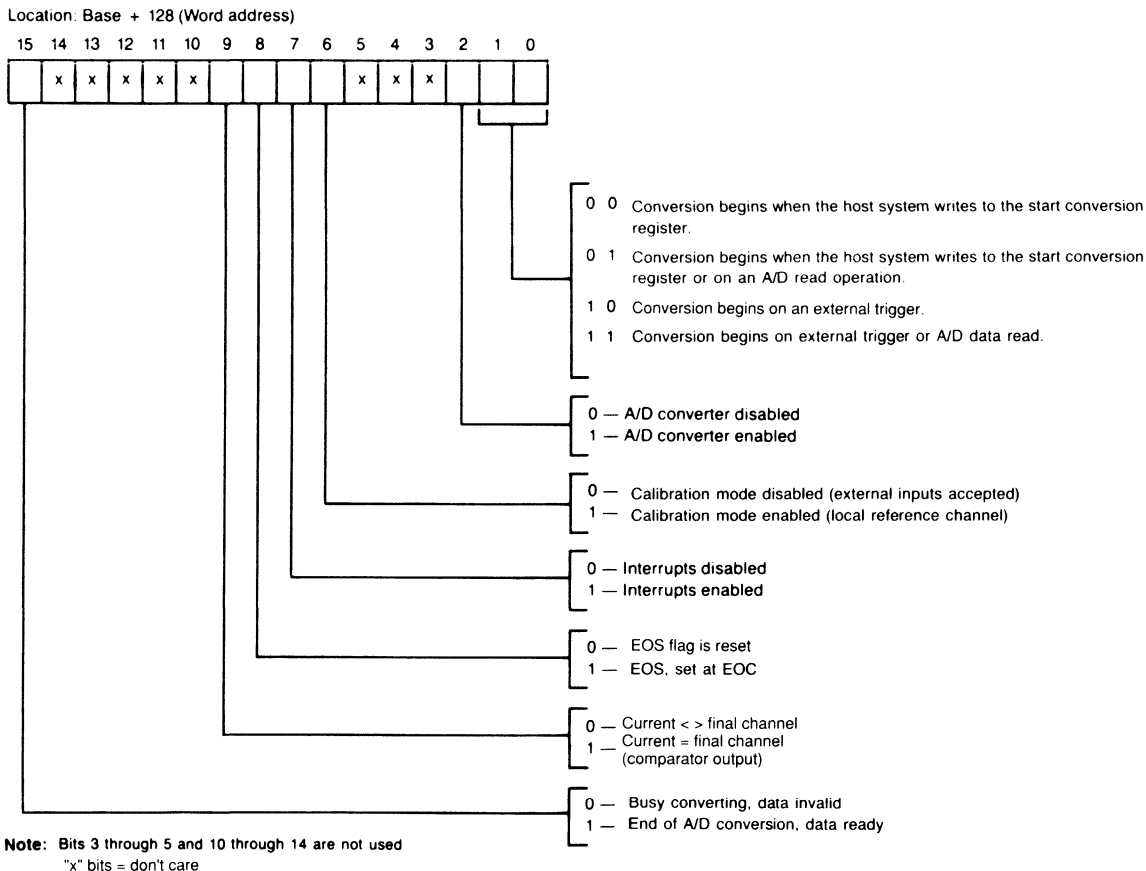 Location: Base + 128 (Word address)
15 14 13 12 11 10 9 8 7 6 5 4 3 2 1 0
x x x x x x x x
0 0 Conversion begins when the host system writes to the start conversion
register.
0 1 Conversion begins when the host system writes to the start conversion
register or on an A/D read operation.
1 0 Conversion begins on an external trigger.
1 1 Conversion begins on external trigger or A/D data read.
0 — A/D converter disabled
1 — A/D converter enabled
0 — Calibration mode disabled (external inputs accepted)
1 — Calibration mode enabled (local reference channel)
0 — Interrupts disabled
1 — Interrupts enabled
0 — EOS flag is reset
1 — EOS, set at EOC
0 — Current < > final channel
1 — Current = final channel
(comparator output)
0 — Busy converting, data invalid
1 — End of A/D conversion, data ready
Note: Bits 3 through 5 and 10 through 14 are not used
"x" bits = don't care